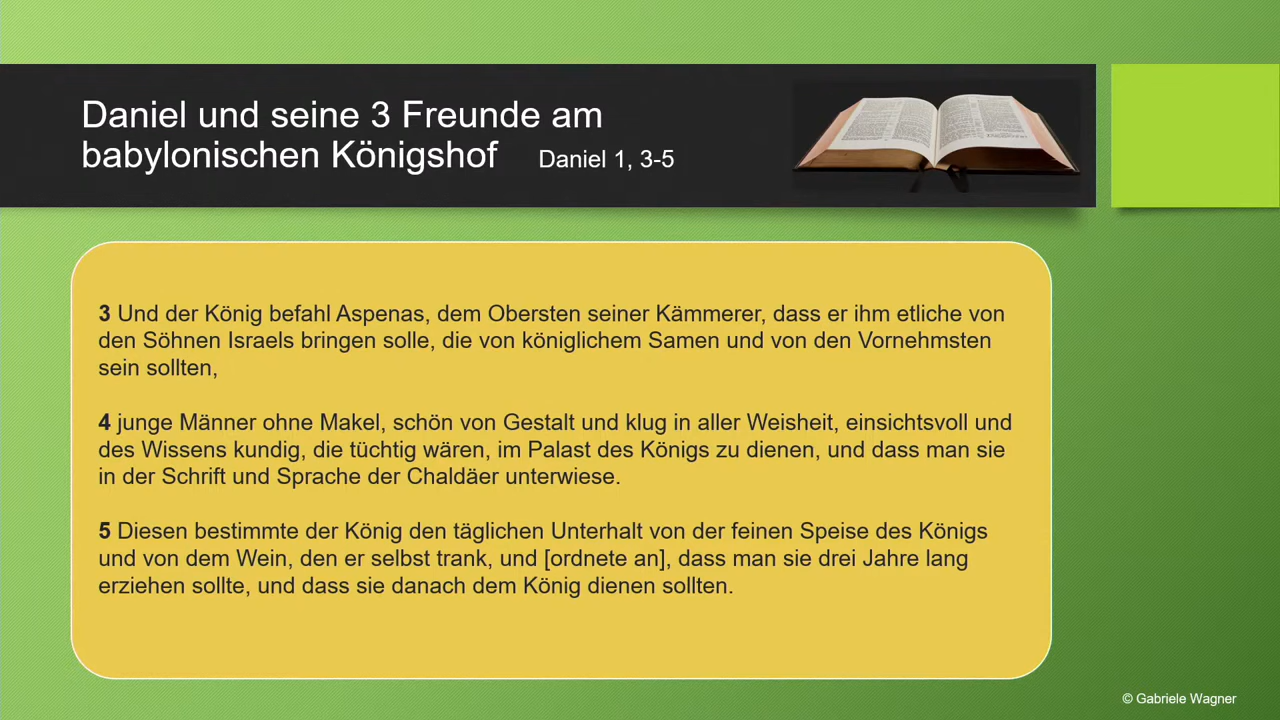 Daniel und seine 3 Freunde am
babylonischen Königshof Daniel 1, 3-5
3 Und der König befahl Aspenas, dem Obersten seiner Kämmerer, dass er ihm etliche von
den Söhnen Israels bringen solle, die von königlichem Samen und von den Vornehmsten
sein sollten,
4 junge Männer ohne Makel, schön von Gestalt und klug in aller Weisheit, einsichtsvoll und
des Wissens kundig, die tüchtig wären, im Palast des Königs zu dienen, und dass man sie
in der Schrift und Sprache der Chaldäer unterwiese.
5 Diesen bestimmte der König den täglichen Unterhalt von der feinen Speise des Königs
und von dem Wein, den er selbst trank, und [ordnete an], dass man sie drei Jahre lang
erziehen sollte, und dass sie danach dem König dienen sollten.
© Gabriele Wagner